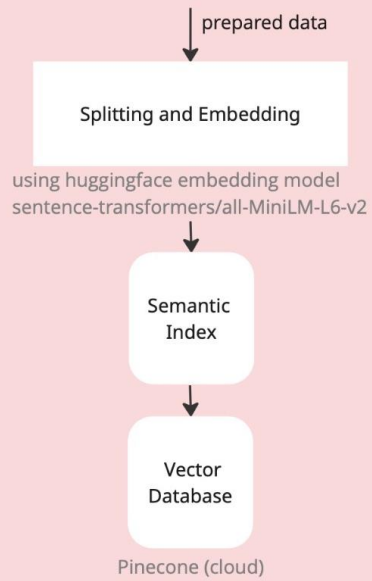 prepared data
Splitting and Embedding
using huggingface embedding model
sentence-transformers/all-MiniLM-L6-v2
Semantic
Index
Vector
Database
Pinecone (cloud)